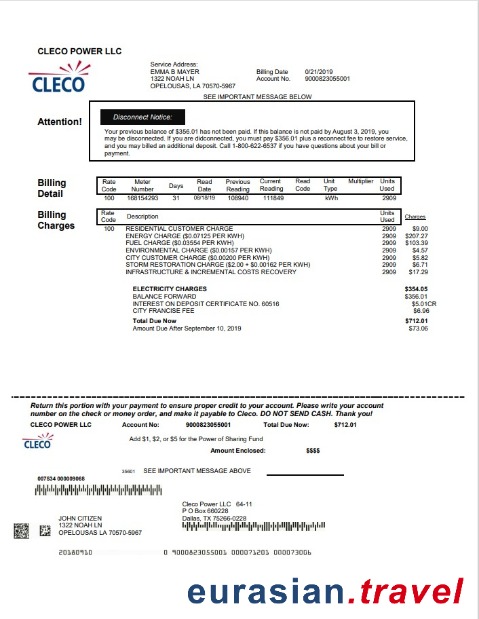 CLECO POWER LLC
CLECO
Service Address:
EMMA B MAYER
1322 NOAH LN
OPELOUSAS, LA 70570-5967
Billing Date 0/21/2019
Account No. 9000823055001
SEE IMPORTANT MESSAGE BELOW
Attention!
Disconnect Notice:
Your previous balance of $356.01 has not been paid. If this balance is not paid by August 3, 2019, you
may be disconnected. If you are didconnected, you must pay $356.01 plus a reconnect fee to restore service,
and you may billed an additional deposit. Call 1-800-622-6537 if you have questions about your bill or
payment.
Billing Detail
Rate Code Meter Number Days Read Date Previous Reading Current Reading Read Code Unit Type Multiplier Units Used
100 168154293 31 08/18/19 108940 111849 kWh 2909
Billing Charges
Rate Code Description Units Used Charges
100 RESIDENTIAL CUSTOMER CHARGE 2909 $9.00
ENERGY CHARGE ($0.07125 PER KWH) 2909 $207.27
FUEL CHARGE ($0.03554 PER KWH) 2909 $103.39
ENVIRONMENTAL CHARGE ($0.00157 PER KWH) 2909 $4.57
CITY CUSTOMER CHARGE ($0.00200 PER KWH) 2909 $5.82
STORM RESTORATION CHARGE ($2.00 + $0.00162 PER KWH) 2909 $6.71
INFRASTRUCTURE & INCREMENTAL COSTS RECOVERY 2909 $17.29
ELECTRICITY CHARGES $354.05
BALANCE FORWARD $356.01
INTEREST ON DEPOSIT CERTIFICATE NO. 60516 $5.01CR
CITY FRANCISE FEE $6.96
Total Due Now $712.01
Amount Due After September 10, 2019 $73.06
Return this portion with your payment to ensure proper credit to your account. Please write your account
number on the check or money order, and make it payable to Cleco. DO NOT SEND CASH. Thank you!
CLECO POWER LLC Account No: 9000823055001 Total Due Now: $712.01
CLECO
Add $1, $2, or $5 for the Power of Sharing Fund
Amount Enclosed: $$$$
SEE IMPORTANT MESSAGE ABOVE
007534 000009068
Cleco Power LLC 64-11
P O Box 660228
Dallas, TX 75266-0228
JOHN CITIZEN
1322 NOAH LN
OPELOUSAS LA 70570-5967
20180910 0 9000823055001 000071201 000073006
eurasian.travel